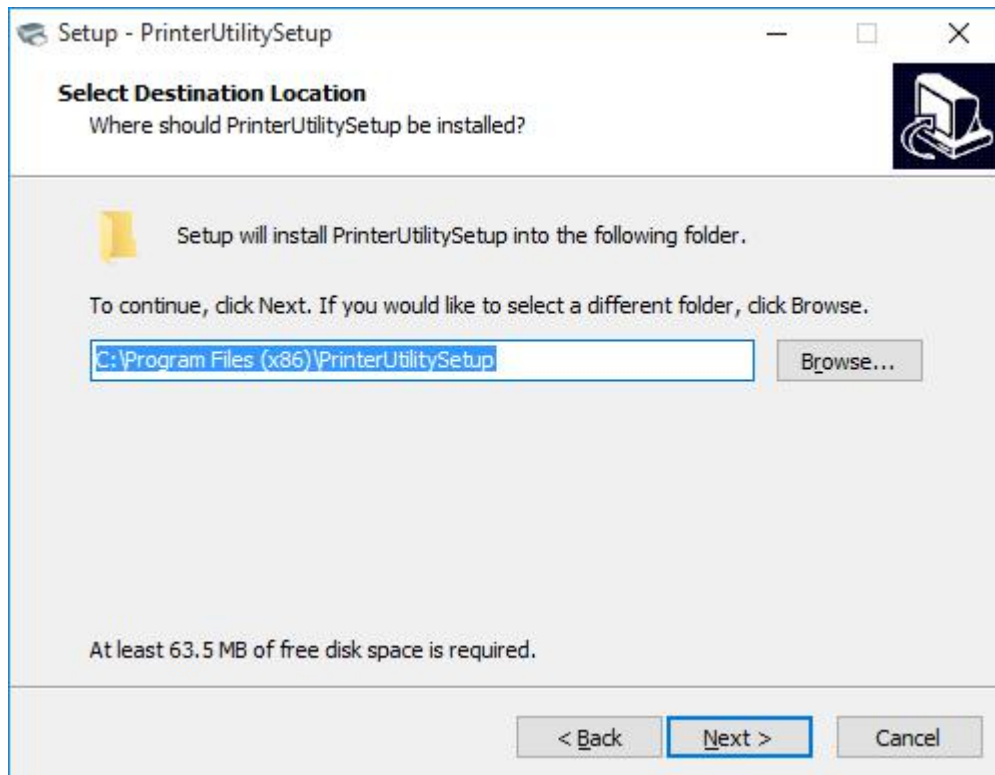 Setup - PrinterUtilitySetup
Select Destination Location
Where should PrinterUtilitySetup be installed?
Setup will install PrinterUtilitySetup into the following folder.
To continue, click Next. If you would like to select a different folder, click Browse.
C:\Program Files (x86)\PrinterUtilitySetup
Browse...
At least 63.5 MB of free disk space is required.
< Back Next > Cancel